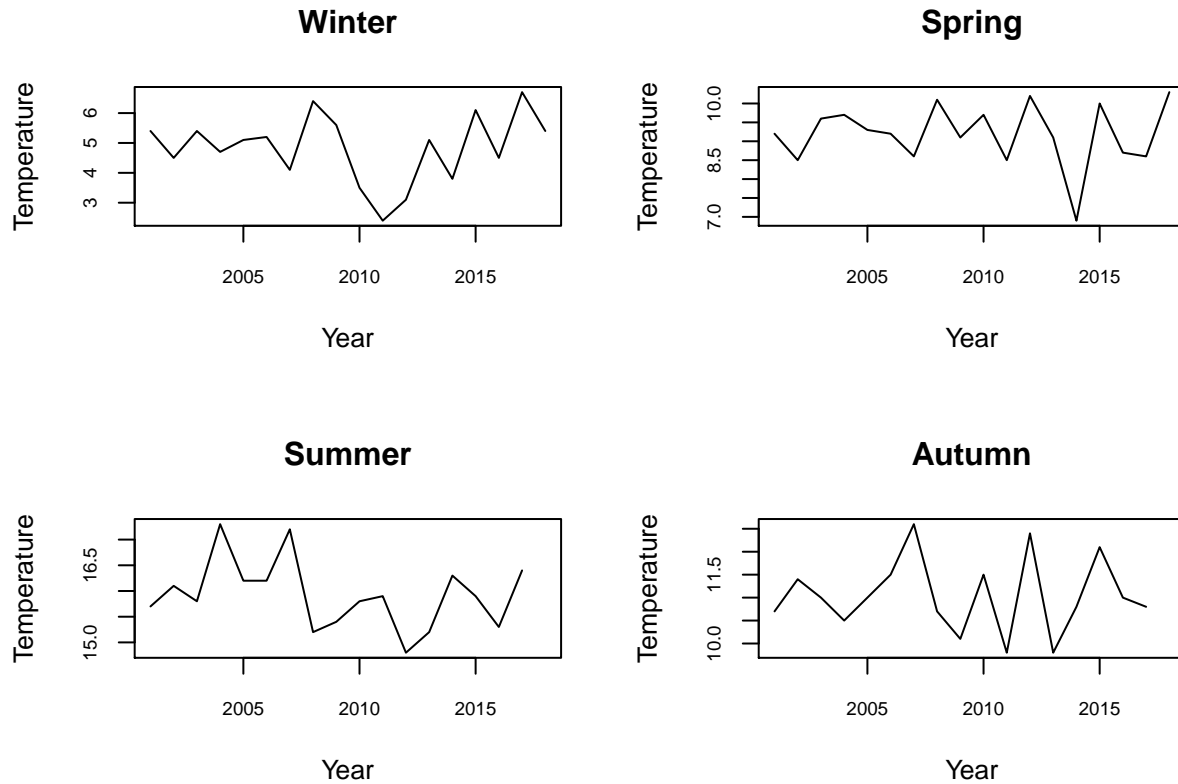 Winter
Temperature
6
5
4
3
2005 2010 2015
Year
Spring
Temperature
10.0
8.5
7.0
2005 2010 2015
Year
Summer
Temperature
16.5
15.0
2005 2010 2015
Year
Autumn
Temperature
11.5
10.0
2005 2010 2015
Year